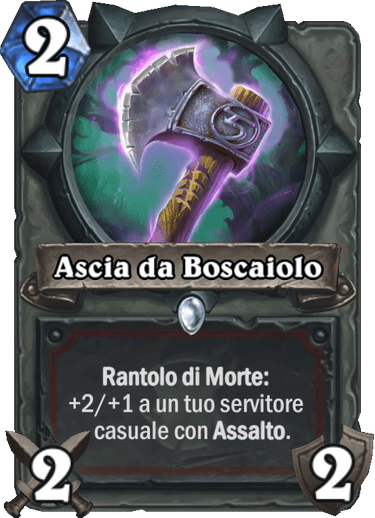 2
Ascia da Boscaiolo
Rantolo di Morte:
+2/+1 a un tuo servitore
casuale con Assalto.
2
2